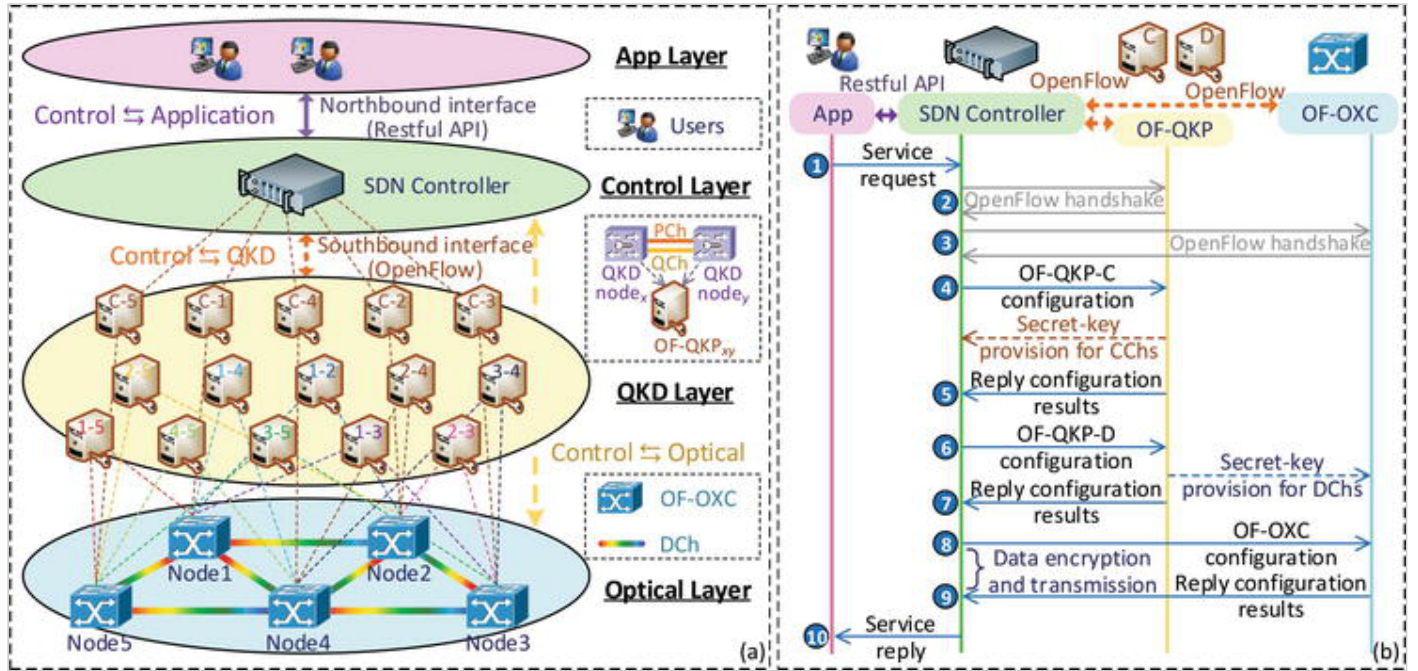 App Layer
Control ⇆ Application
Northbound interface
(Restful API)
Users
SDN Controller
Control Layer
Control ⇆ QKD
Southbound interface
(OpenFlow)
PCh
QCh
QKD
nodex
QKD
nodey
OF-QKPxy
C-5
C-1
C-4
C-2
C-3
2-5
1-4
1-2
2-4
3-4
QKD Layer
1-5
4-5
3-5
1-3
2-3
Control ⇆ Optical
OF-OXC
DCh
Node1
Node2
Optical Layer
Node5
Node4
Node3
(a)
C
D
Restful API
OpenFlow
OpenFlow
App
SDN Controller
OF-QKP
OF-OXC
1
Service
request
2
OpenFlow handshake
3
OpenFlow handshake
4
OF-QKP-C
configuration
Secret-key
provision for CChs
5
Reply configuration
results
6
OF-QKP-D
configuration
Secret-key
provision for DChs
7
Reply configuration
results
8
OF-OXC
configuration
Data encryption
and transmission
9
Reply configuration
results
10
Service
reply
(b)